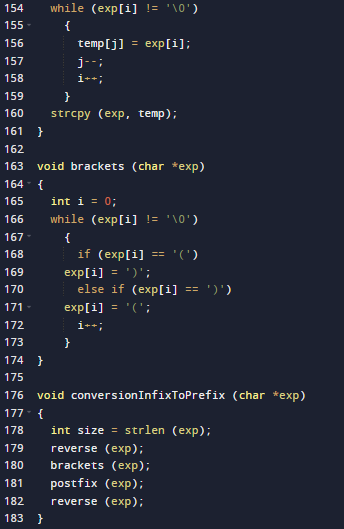 154 while (exp[i] != '\0')
155 {
156 temp[j] = exp[i];
157 j--;
158 i++;
159 }
160 strcpy (exp, temp);
161 }
162
163 void brackets (char *exp)
164 {
165 int i = 0;
166 while (exp[i] != '\0')
167 {
168 if (exp[i] == '(')
169 exp[i] = ')';
170 else if (exp[i] == ')')
171 exp[i] = '(';
172 i++;
173 }
174 }
175
176 void conversionInfixToPrefix (char *exp)
177 {
178 int size = strlen (exp);
179 reverse (exp);
180 brackets (exp);
181 postfix (exp);
182 reverse (exp);
183 }